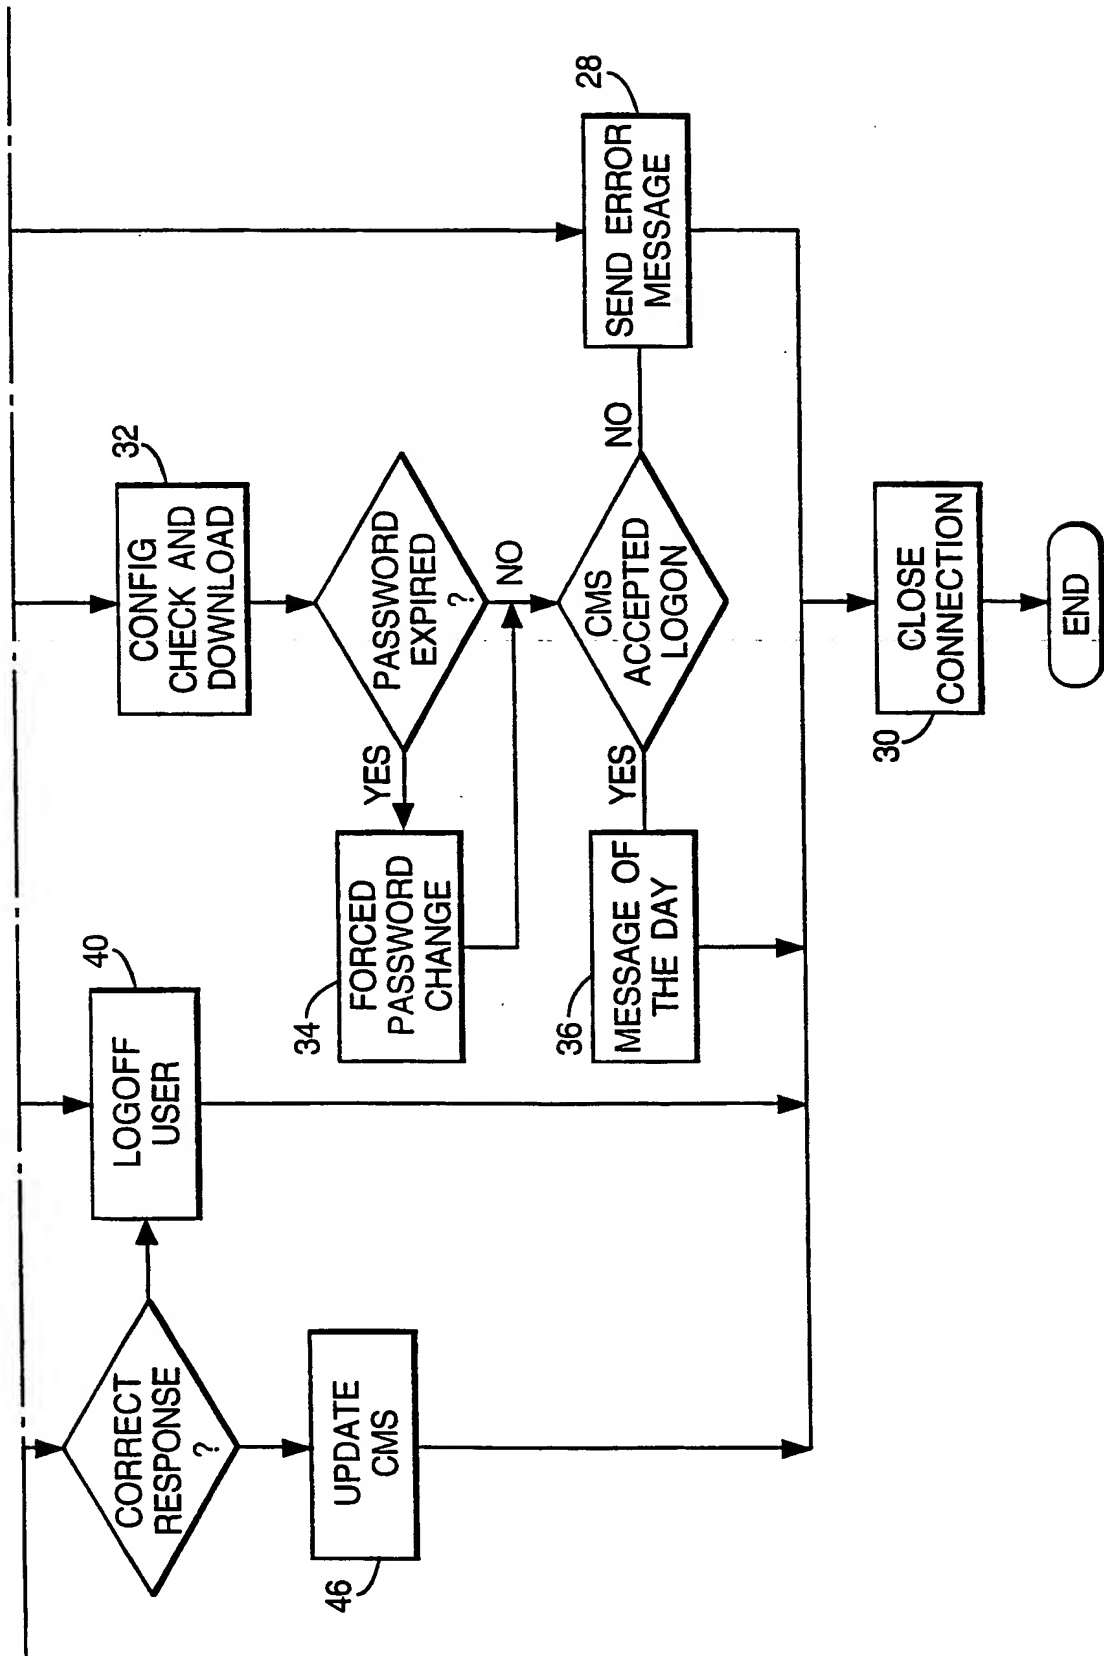 CORRECT
RESPONSE
?
46
UPDATE
CMS
40
LOGOFF
USER
32
CONFIG
CHECK AND
DOWNLOAD
PASSWORD
EXPIRED
?
YES
NO
34
FORCED
PASSWORD
CHANGE
CMS
ACCEPTED
LOGON
YES
NO
36
MESSAGE OF
THE DAY
28
SEND ERROR
MESSAGE
30
CLOSE
CONNECTION
END